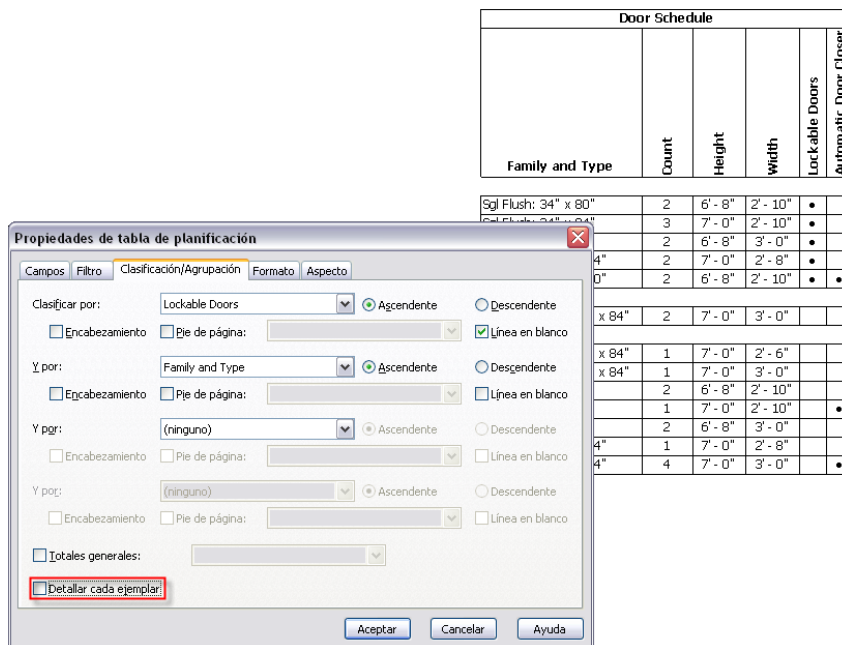 Door Schedule
Family and Type Count Height Width Lockable Doors Automatic Door Closer
Sgl Flush: 34" x 80" 2 6' - 8" 2' - 10" •
Sgl Flush: 34" x 84" 3 7' - 0" 2' - 10" •
2 6' - 8" 3' - 0" •
4" 2 7' - 0" 2' - 8" •
0" 2 6' - 8" 2' - 10" • •
x 84" 2 7' - 0" 3' - 0"
x 84" 1 7' - 0" 2' - 6"
x 84" 1 7' - 0" 3' - 0"
2 6' - 8" 2' - 10"
1 7' - 0" 2' - 10" •
2 6' - 8" 3' - 0"
4" 1 7' - 0" 2' - 8"
4" 4 7' - 0" 3' - 0" •
Propiedades de tabla de planificación
Campos Filtro Clasificación/Agrupación Formato Aspecto
Clasificar por: Lockable Doors Ascendente Descendente
Encabezamiento Pie de página: Línea en blanco
Y por: Family and Type Ascendente Descendente
Encabezamiento Pie de página: Línea en blanco
Y por: (ninguno) Ascendente Descendente
Encabezamiento Pie de página: Línea en blanco
Y por: (ninguno) Ascendente Descendente
Encabezamiento Pie de página: Línea en blanco
Totales generales:
Detallar cada ejemplar
Aceptar Cancelar Ayuda